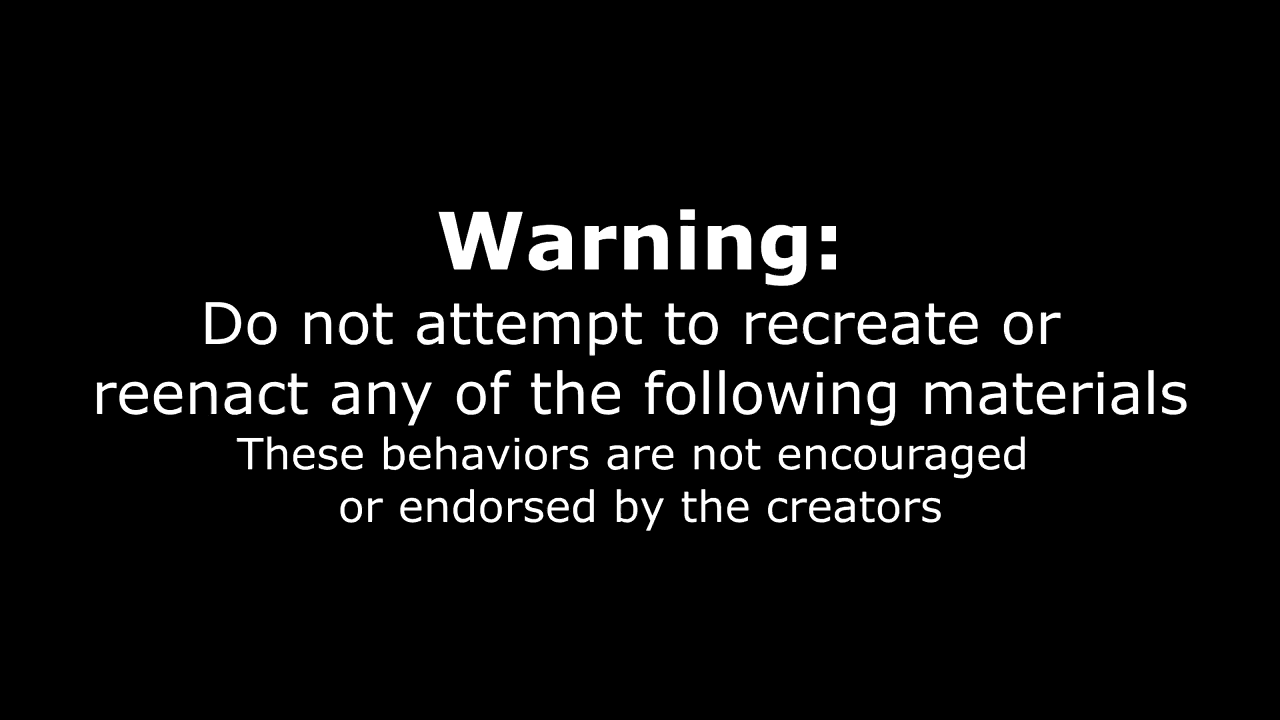 Warning:
Do not attempt to recreate or
reenact any of the following materials
These behaviors are not encouraged
or endorsed by the creators